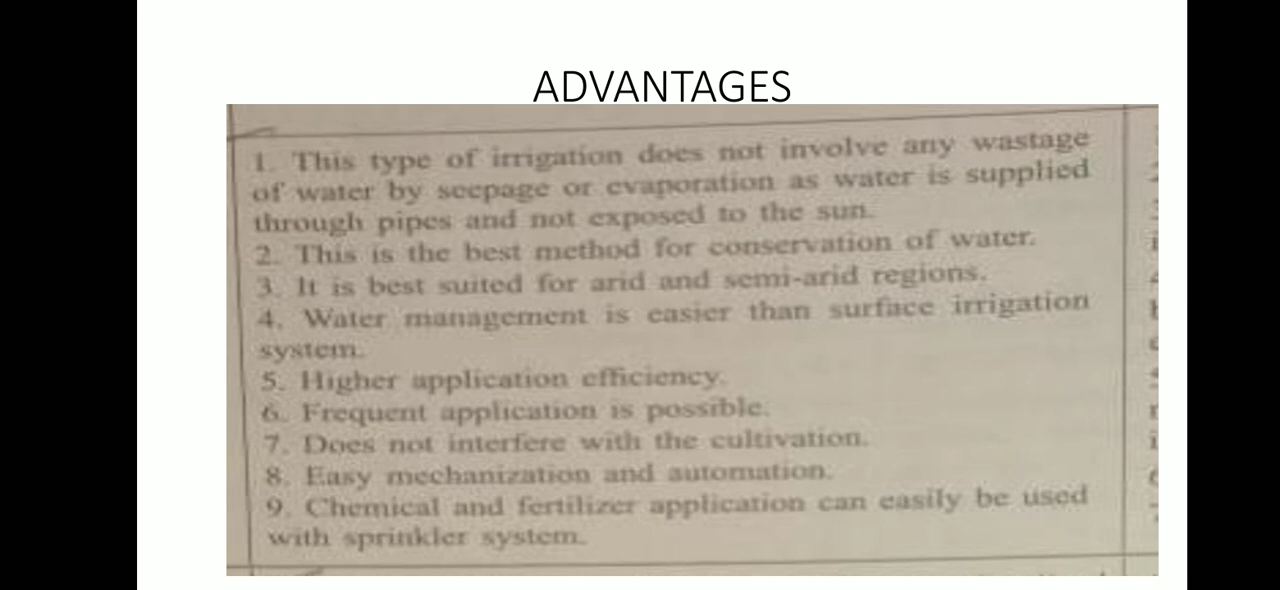 ADVANTAGES
1. This type of irrigation does not involve any wastage
of water by seepage or evaporation as water is supplied
through pipes and not exposed to the sun.
2. This is the best method for conservation of water.
3. It is best suited for arid and semi-arid regions.
4. Water management is easier than surface irrigation
system.
5. Higher application efficiency.
6. Frequent application is possible.
7. Does not interfere with the cultivation.
8. Easy mechanization and automation.
9. Chemical and fertilizer application can easily be used
with sprinkler system.